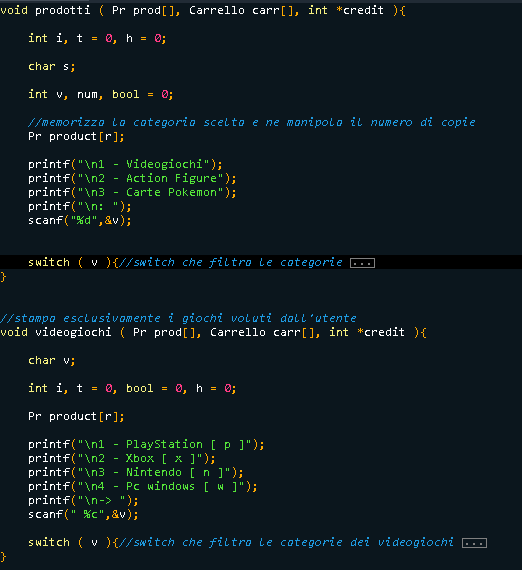 void prodotti ( Pr prod[], Carrello carr[], int *credit ){
int i, t = 0, h = 0;
char s;
int v, num, bool = 0;
//memorizza la categoria scelta e ne manipola il numero di copie
Pr product[r];
printf("\n1 - Videogiochi");
printf("\n2 - Action Figure");
printf("\n3 - Carte Pokemon");
printf("\n: ");
scanf("%d",&v);
switch ( v ){//switch che filtra le categorie ...
}
//stampa esclusivamente i giochi voluti dall'utente
void videogiochi ( Pr prod[], Carrello carr[], int *credit ){
char v;
int i, t = 0, bool = 0, h = 0;
Pr product[r];
printf("\n1 - PlayStation [ p ]");
printf("\n2 - Xbox [ x ]");
printf("\n3 - Nintendo [ n ]");
printf("\n4 - Pc windows [ w ]");
printf("\n-> ");
scanf(" %c",&v);
switch ( v ){//switch che filtra le categorie dei videogiochi ...
}